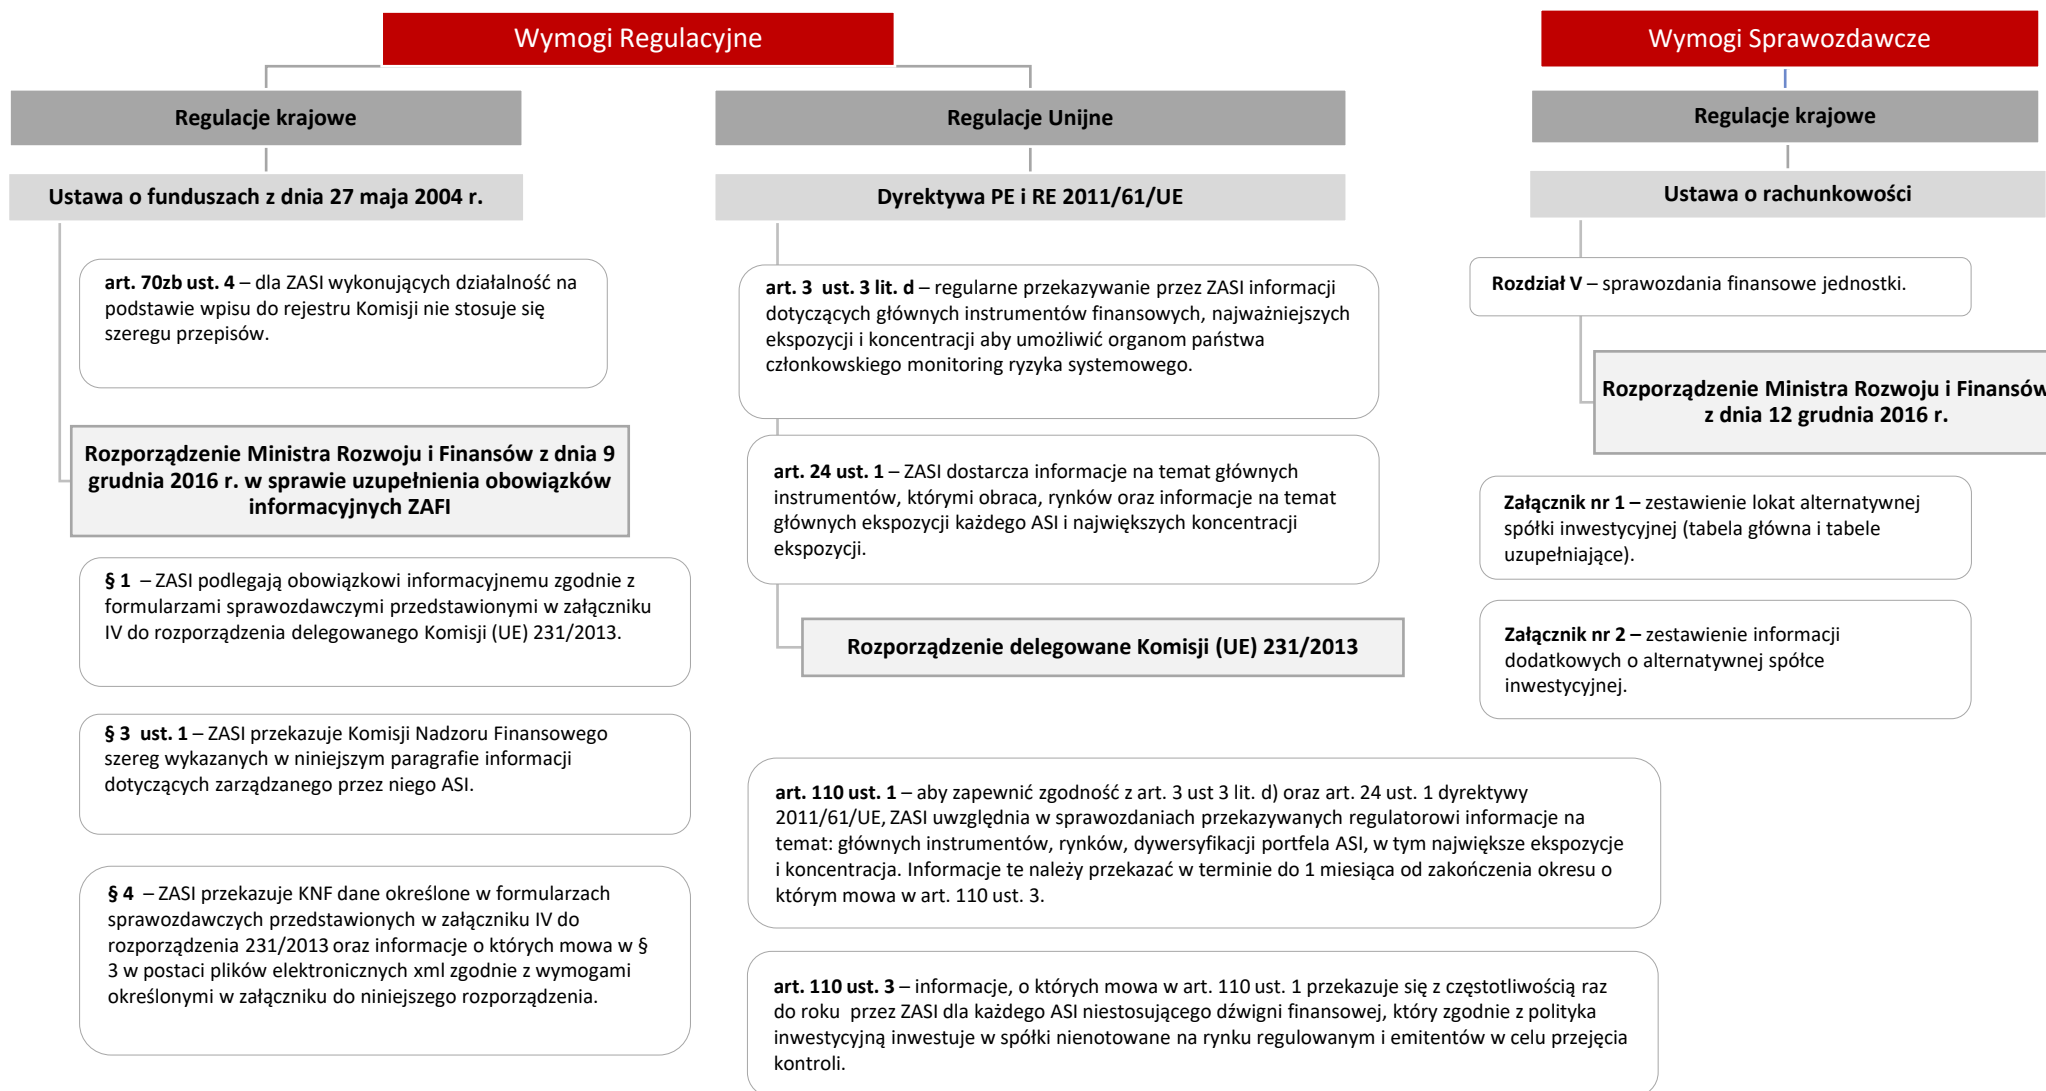 Wymogi Regulacyjne
Regulacje krajowe
Ustawa o funduszach z dnia 27 maja 2004 r.
art. 70zb ust. 4 – dla ZASI wykonujących działalność na
podstawie wpisu do rejestru Komisji nie stosuje się
szeregu przepisów.
Rozporządzenie Ministra Rozwoju i Finansów z dnia 9
grudnia 2016 r. w sprawie uzupełnienia obowiązków
informacyjnych ZAFI
§ 1 – ZASI podlegają obowiązkowi informacyjnemu zgodnie z
formularzami sprawozdawczymi przedstawionymi w załączniku
IV do rozporządzenia delegowanego Komisji (UE) 231/2013.
§ 3 ust. 1 – ZASI przekazuje Komisji Nadzoru Finansowego
szereg wykazanych w niniejszym paragrafie informacji
dotyczących zarządzanego przez niego ASI.
§ 4 – ZASI przekazuje KNF dane określone w formularzach
sprawozdawczych przedstawionych w załączniku IV do
rozporządzenia 231/2013 oraz informacje o których mowa w §
3 w postaci plików elektronicznych xml zgodnie z wymogami
określonymi w załączniku do niniejszego rozporządzenia.
Regulacje Unijne
Dyrektywa PE i RE 2011/61/UE
art. 3 ust. 3 lit. d – regularne przekazywanie przez ZASI informacji
dotyczących głównych instrumentów finansowych, najważniejszych
ekspozycji i koncentracji aby umożliwić organom państwa
członkowskiego monitoring ryzyka systemowego.
art. 24 ust. 1 – ZASI dostarcza informacje na temat głównych
instrumentów, którymi obraca, rynków oraz informacje na temat
głównych ekspozycji każdego ASI i największych koncentracji
ekspozycji.
Rozporządzenie delegowane Komisji (UE) 231/2013
art. 110 ust. 1 – aby zapewnić zgodność z art. 3 ust 3 lit. d) oraz art. 24 ust. 1 dyrektywy
2011/61/UE, ZASI uwzględnia w sprawozdaniach przekazywanych regulatorowi informacje na
temat: głównych instrumentów, rynków, dywersyfikacji portfela ASI, w tym największe ekspozycje
i koncentracja. Informacje te należy przekazać w terminie do 1 miesiąca od zakończenia okresu o
którym mowa w art. 110 ust. 3.
art. 110 ust. 3 – informacje, o których mowa w art. 110 ust. 1 przekazuje się z częstotliwością raz
do roku przez ZASI dla każdego ASI niestosującego dźwigni finansowej, który zgodnie z polityka
inwestycyjną inwestuje w spółki nienotowane na rynku regulowanym i emitentów w celu przejęcia
kontroli.
Wymogi Sprawozdawcze
Regulacje krajowe
Ustawa o rachunkowości
Rozdział V – sprawozdania finansowe jednostki.
Rozporządzenie Ministra Rozwoju i Finansów
z dnia 12 grudnia 2016 r.
Załącznik nr 1 – zestawienie lokat alternatywnej
spółki inwestycyjnej (tabela główna i tabele
uzupełniające).
Załącznik nr 2 – zestawienie informacji
dodatkowych o alternatywnej spółce
inwestycyjnej.